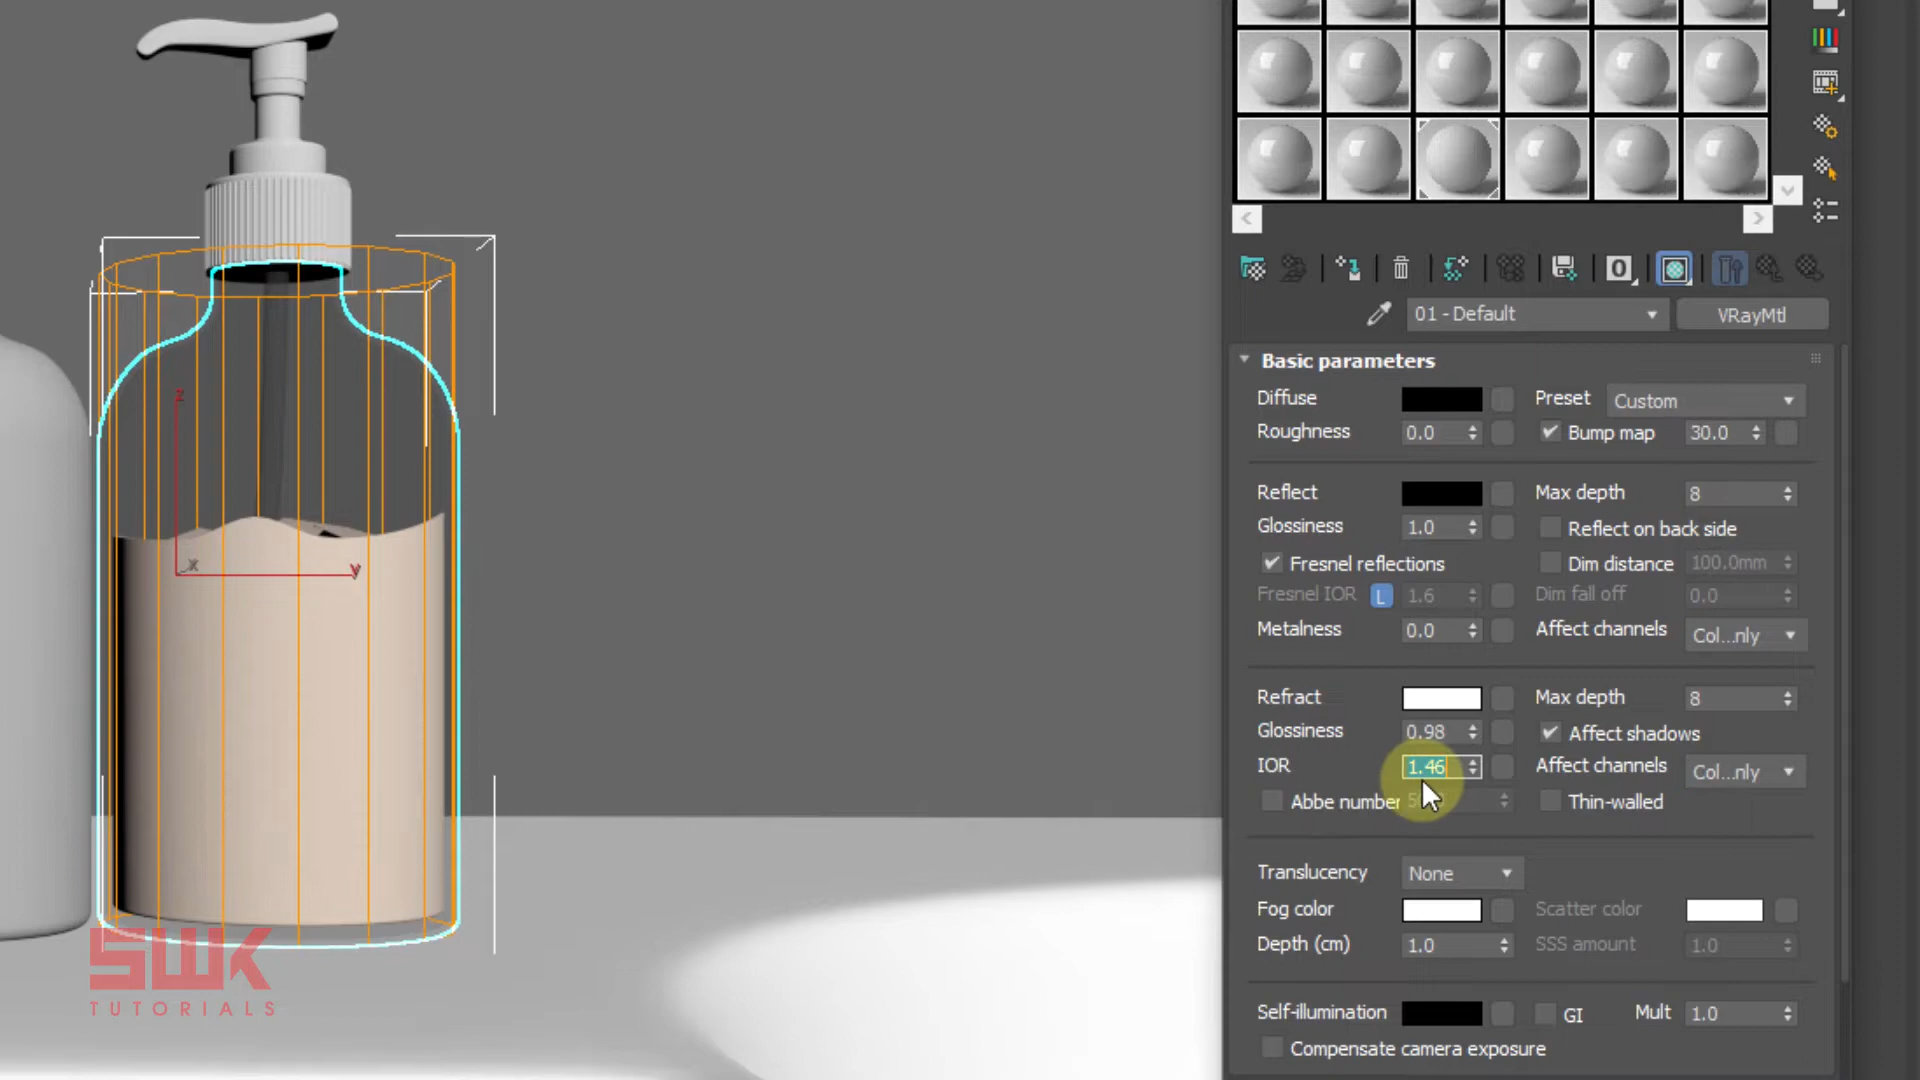 01 - Default
VRayMtl
Basic parameters
Diffuse
Preset Custom
Roughness 0.0
Bump map 30.0
Reflect
Max depth 8
Glossiness 1.0
Reflect on back side
Fresnel reflections
Dim distance 100.0mm
Fresnel IOR L 1.6
Dim fall off 0.0
Metalness 0.0
Affect channels Col...nly
Refract
Max depth 8
Glossiness 0.98
Affect shadows
IOR 1.46
Affect channels Col...nly
Abbe number
Thin-walled
Translucency None
Fog color
Scatter color
Depth (cm) 1.0
SSS amount 1.0
Self-illumination
GI
Mult 1.0
Compensate camera exposure
z
x
y
SWK
TUTORIALS